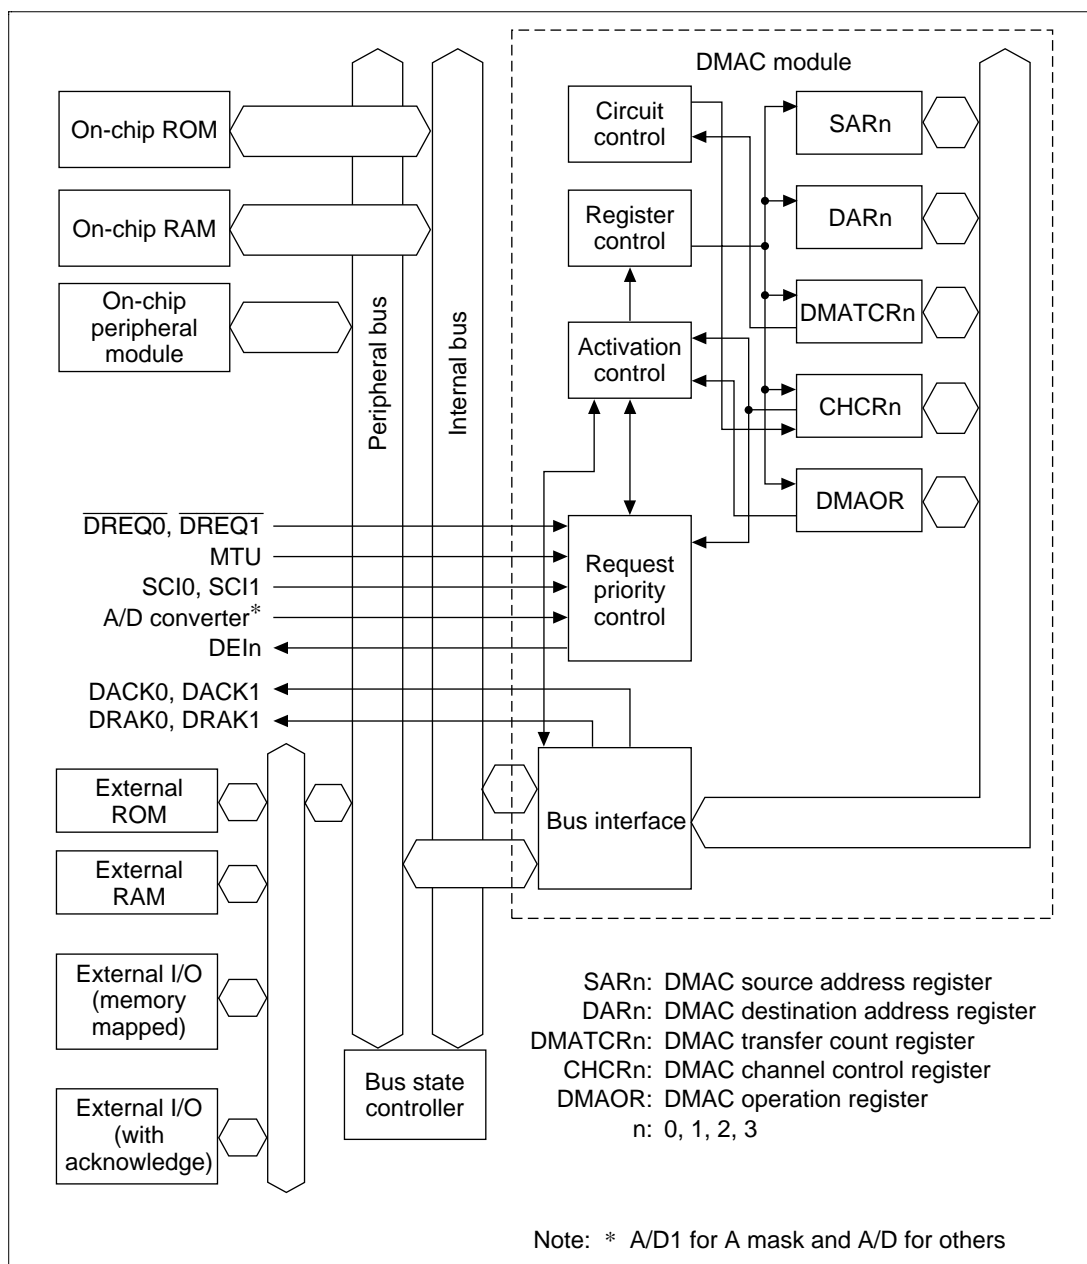 DMAC module
On-chip ROM
Circuit
control
SARn
On-chip RAM
Register
control
DARn
On-chip
peripheral
module
Peripheral bus
Internal bus
Activation
control
DMATCRn
CHCRn
DMAOR
DREQ0, DREQ1
MTU
SCI0, SCI1
A/D converter*
DEIn
Request
priority
control
DACK0, DACK1
DRAK0, DRAK1
External
ROM
Bus interface
External
RAM
External I/O
(memory
mapped)
External I/O
(with
acknowledge)
Bus state
controller
SARn: DMAC source address register
DARn: DMAC destination address register
DMATCRn: DMAC transfer count register
CHCRn: DMAC channel control register
DMAOR: DMAC operation register
n: 0, 1, 2, 3
Note: * A/D1 for A mask and A/D for others